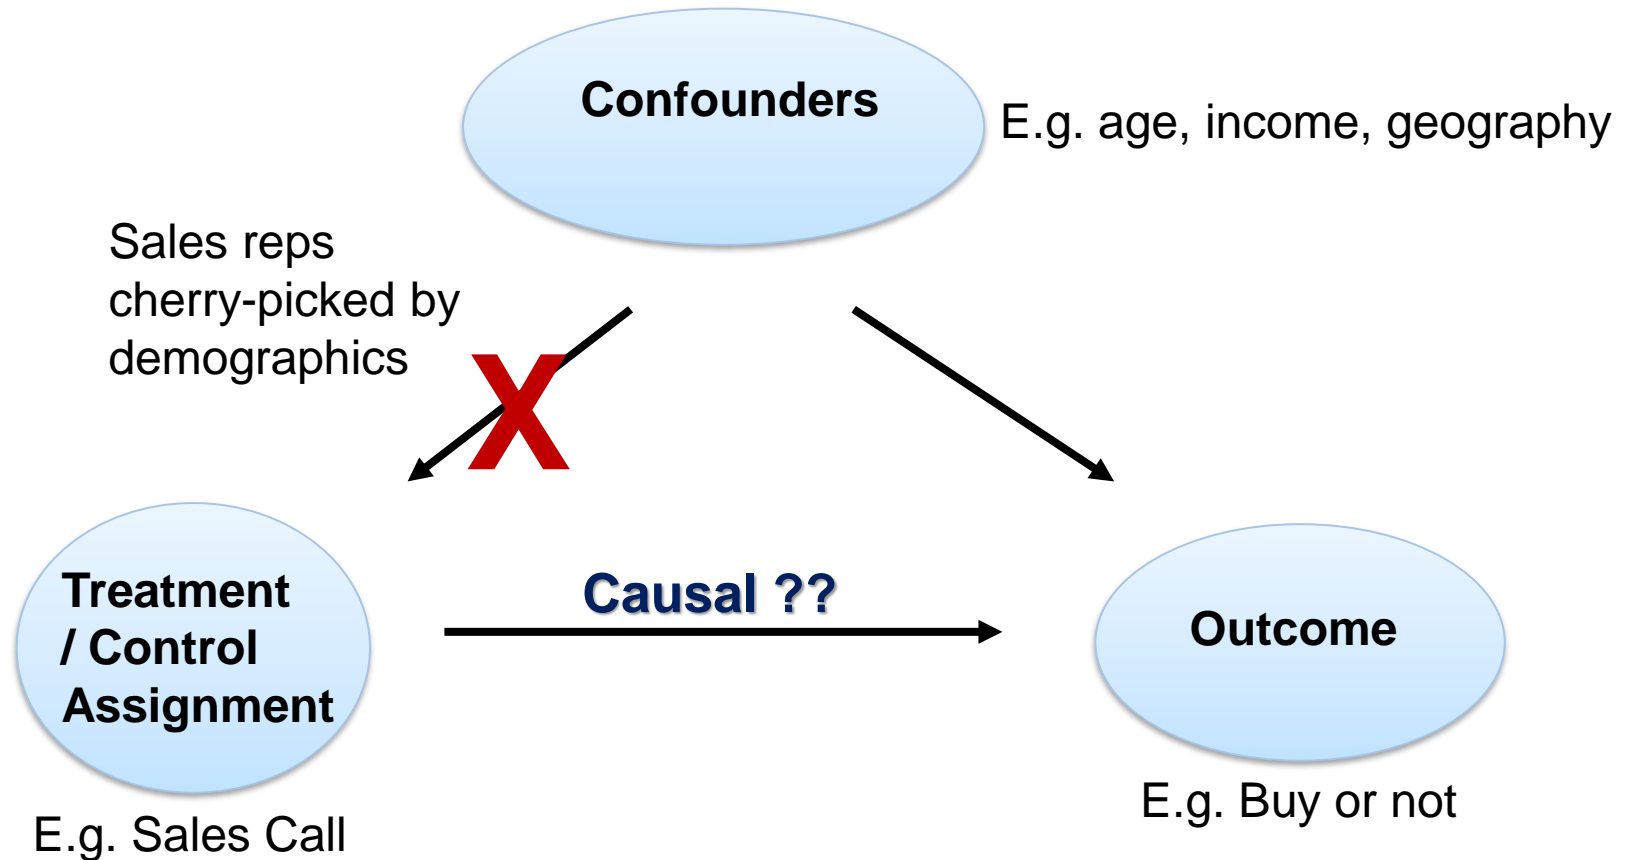 Confounders
E.g. age, income, geography
Sales reps
cherry-picked by
demographics
X
Treatment
/ Control
Assignment
Causal ??
Outcome
E.g. Sales Call
E.g. Buy or not